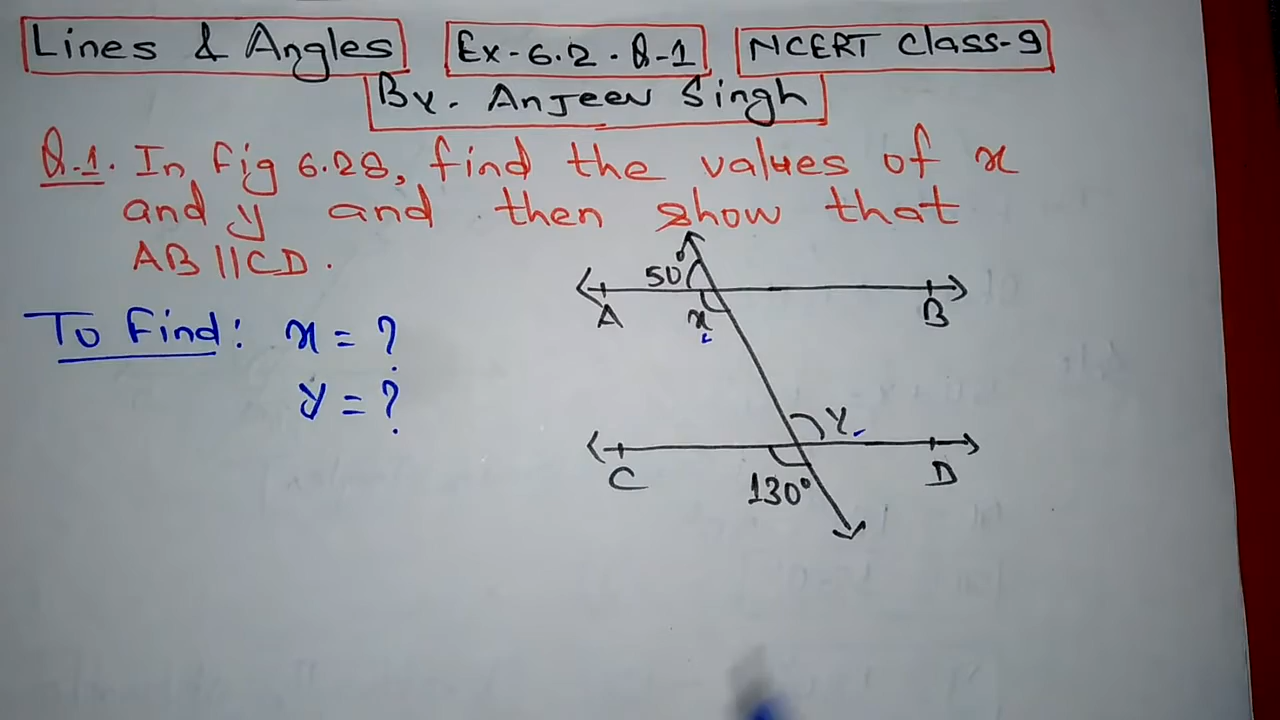 Lines & Angles Ex-6.2. Q-1 NCERT Class-9
By. Anjeev Singh
Q.1. In Fig 6.28, find the values of x
and y and then show that
AB || CD.
To Find: x = ?
y = ?
50°
A B
x
y
C D
130°